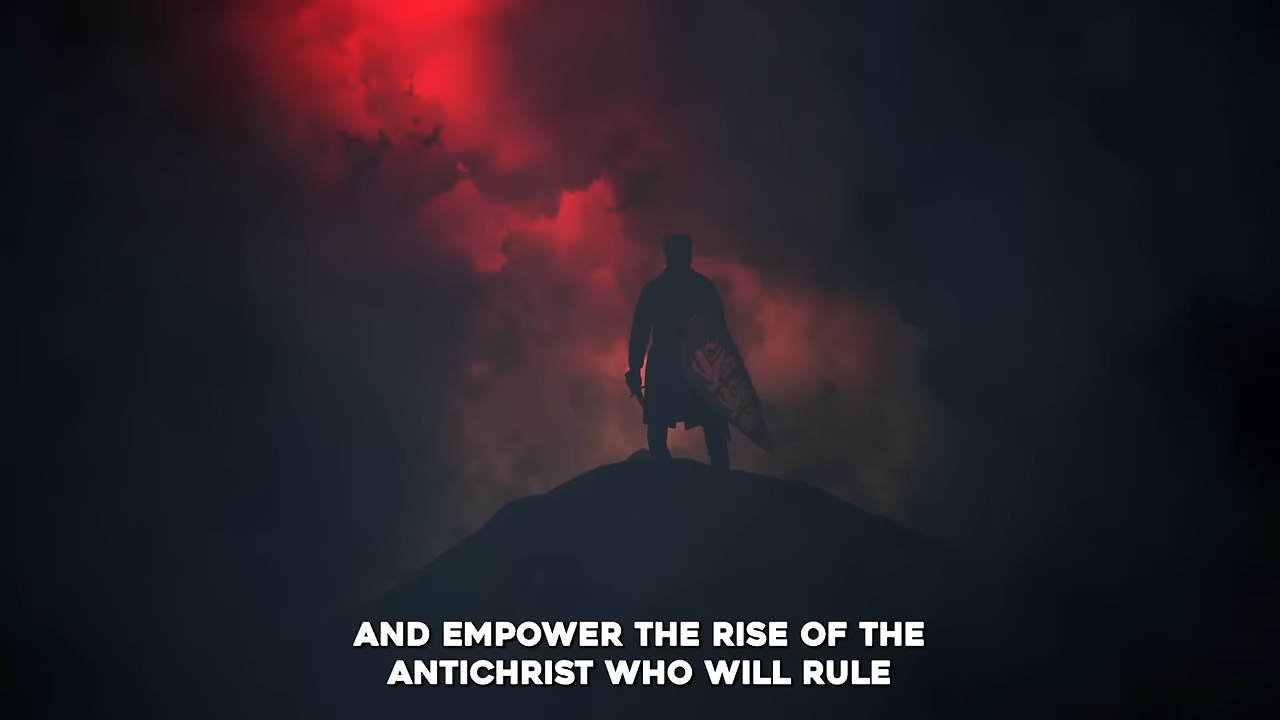 AND EMPOWER THE RISE OF THE
ANTICHRIST WHO WILL RULE